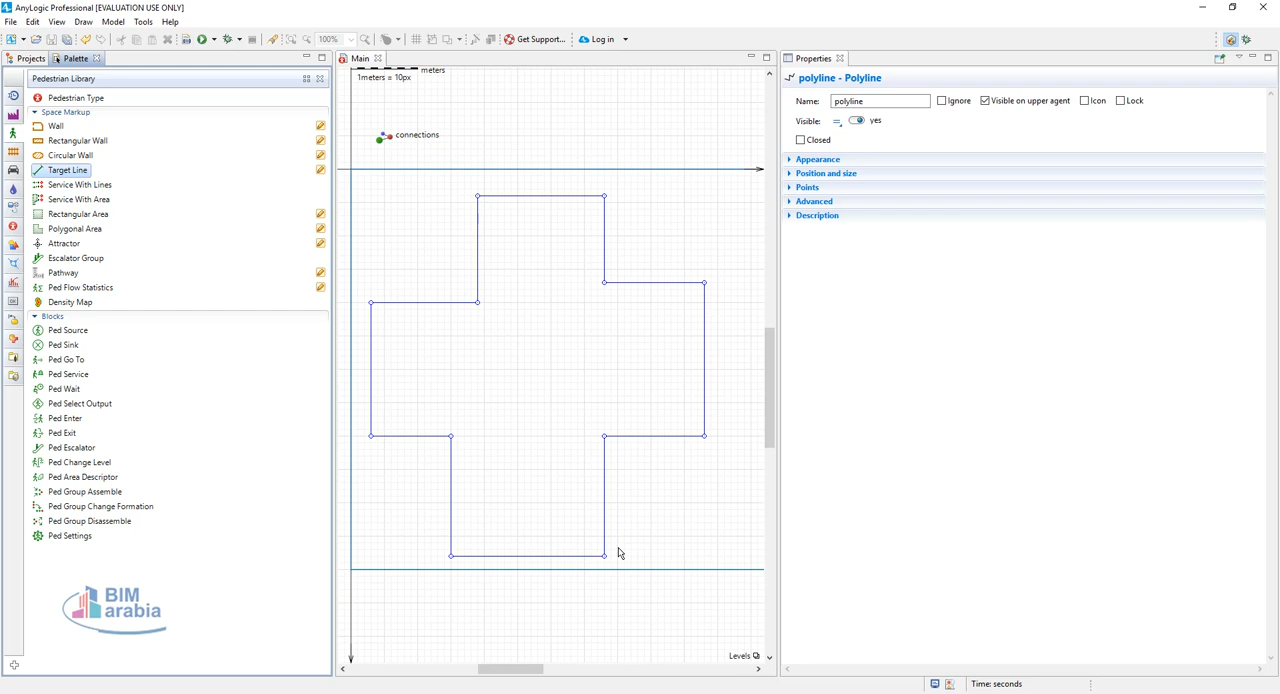 AnyLogic Professional [EVALUATION USE ONLY]
File Edit View Draw Model Tools Help
100% Get Support... Log in
Projects Palette
Pedestrian Library
Pedestrian Type
Space Markup
Wall
Rectangular Wall
Circular Wall
Target Line
Service With Lines
Service With Area
Rectangular Area
Polygonal Area
Attractor
Escalator Group
Pathway
Ped Flow Statistics
Density Map
Blocks
Ped Source
Ped Sink
Ped Go To
Ped Service
Ped Wait
Ped Select Output
Ped Enter
Ped Exit
Ped Escalator
Ped Change Level
Ped Area Descriptor
Ped Group Assemble
Ped Group Change Formation
Ped Group Disassemble
Ped Settings
BIM
arabia
Main
meters
1meters = 10px
connections
Levels
Properties
polyline - Polyline
Name: polyline Ignore Visible on upper agent Icon Lock
Visible: yes
Closed
Appearance
Position and size
Points
Advanced
Description
Time: seconds